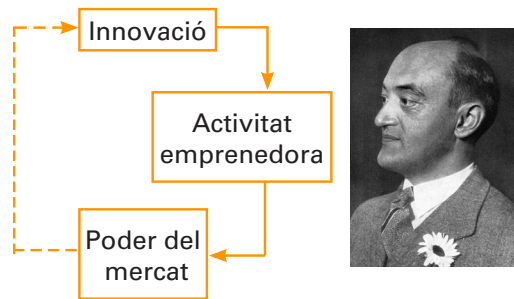 Innovació
Activitat
emprenedora
Poder del
mercat